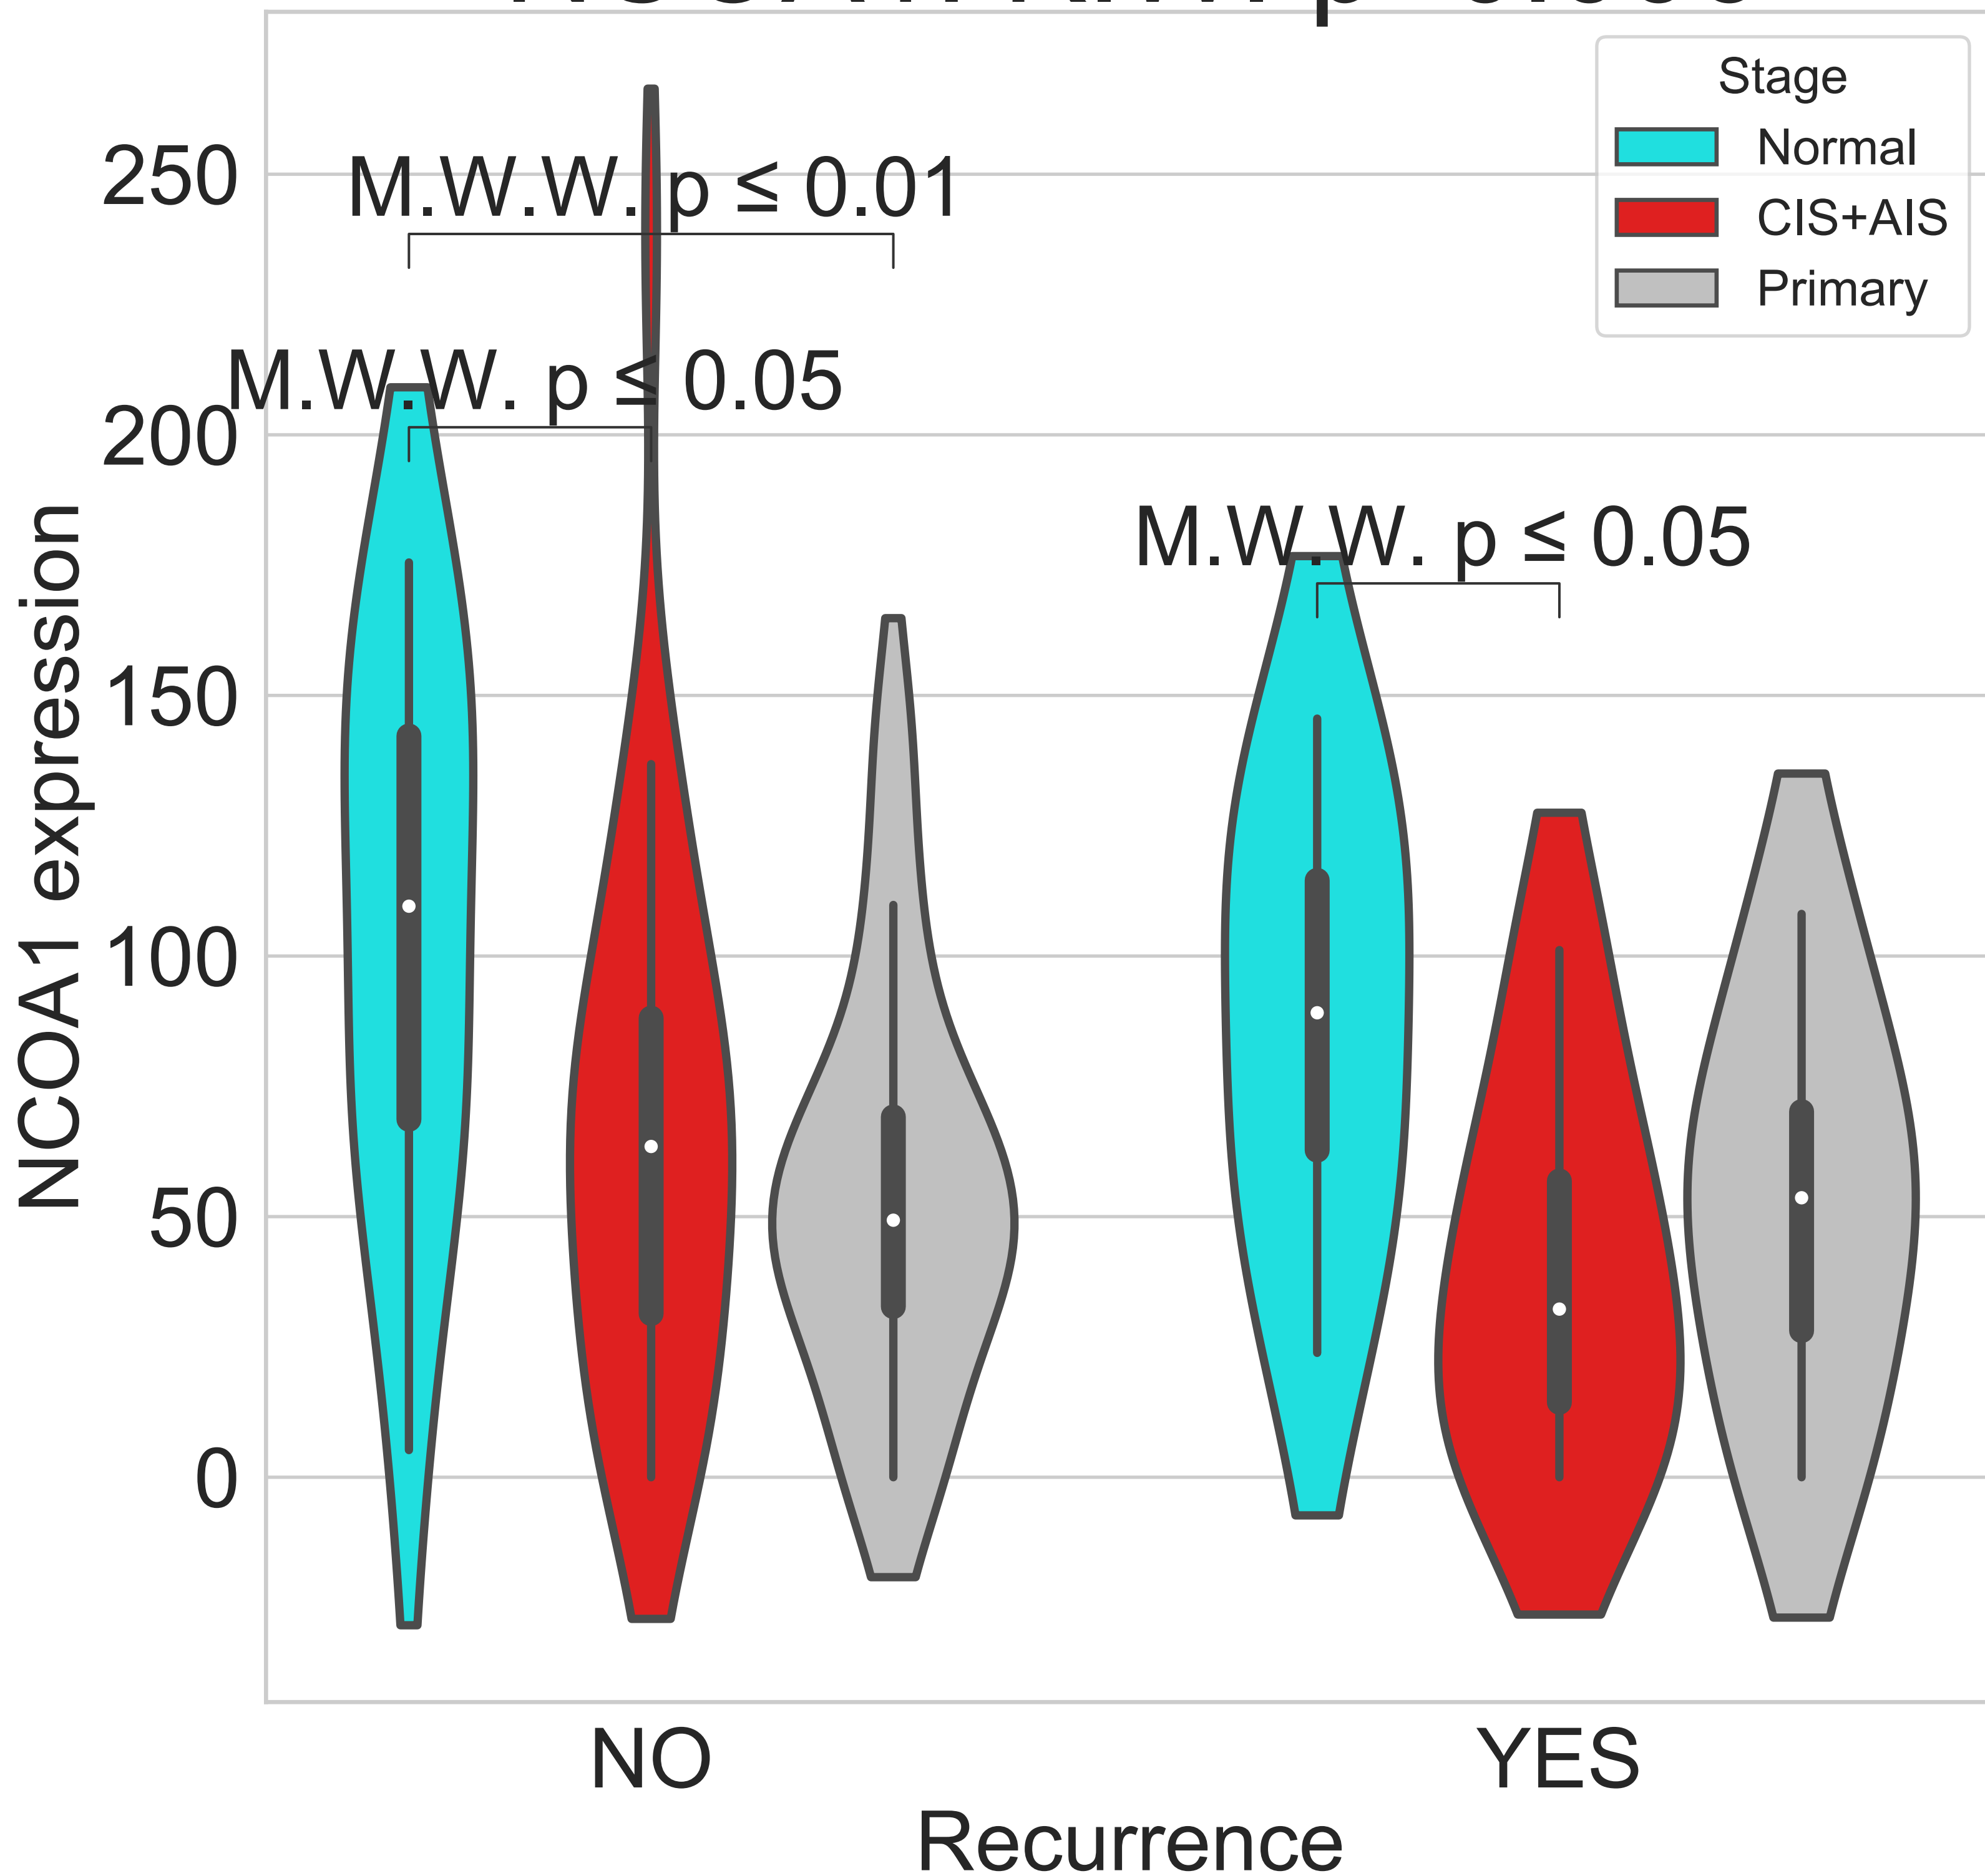 Stage
Normal
CIS+AIS
Primary
M.W.W. p ≤ 0.01
M.W.W. p ≤ 0.05
M.W.W. p ≤ 0.05
250
200
150
100
50
0
NCOA1 expression
NO
YES
Recurrence